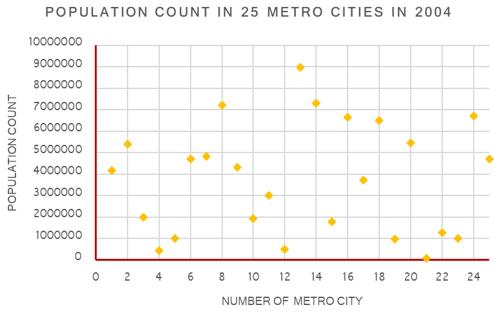 POPULATION COUNT IN 25 METRO CITIES IN 2004
10000000
9000000
8000000
7000000
6000000
5000000
4000000
3000000
2000000
1000000
0
POPULATION COUNT
0 2 4 6 8 10 12 14 16 18 20 22 24
NUMBER OF METRO CITY